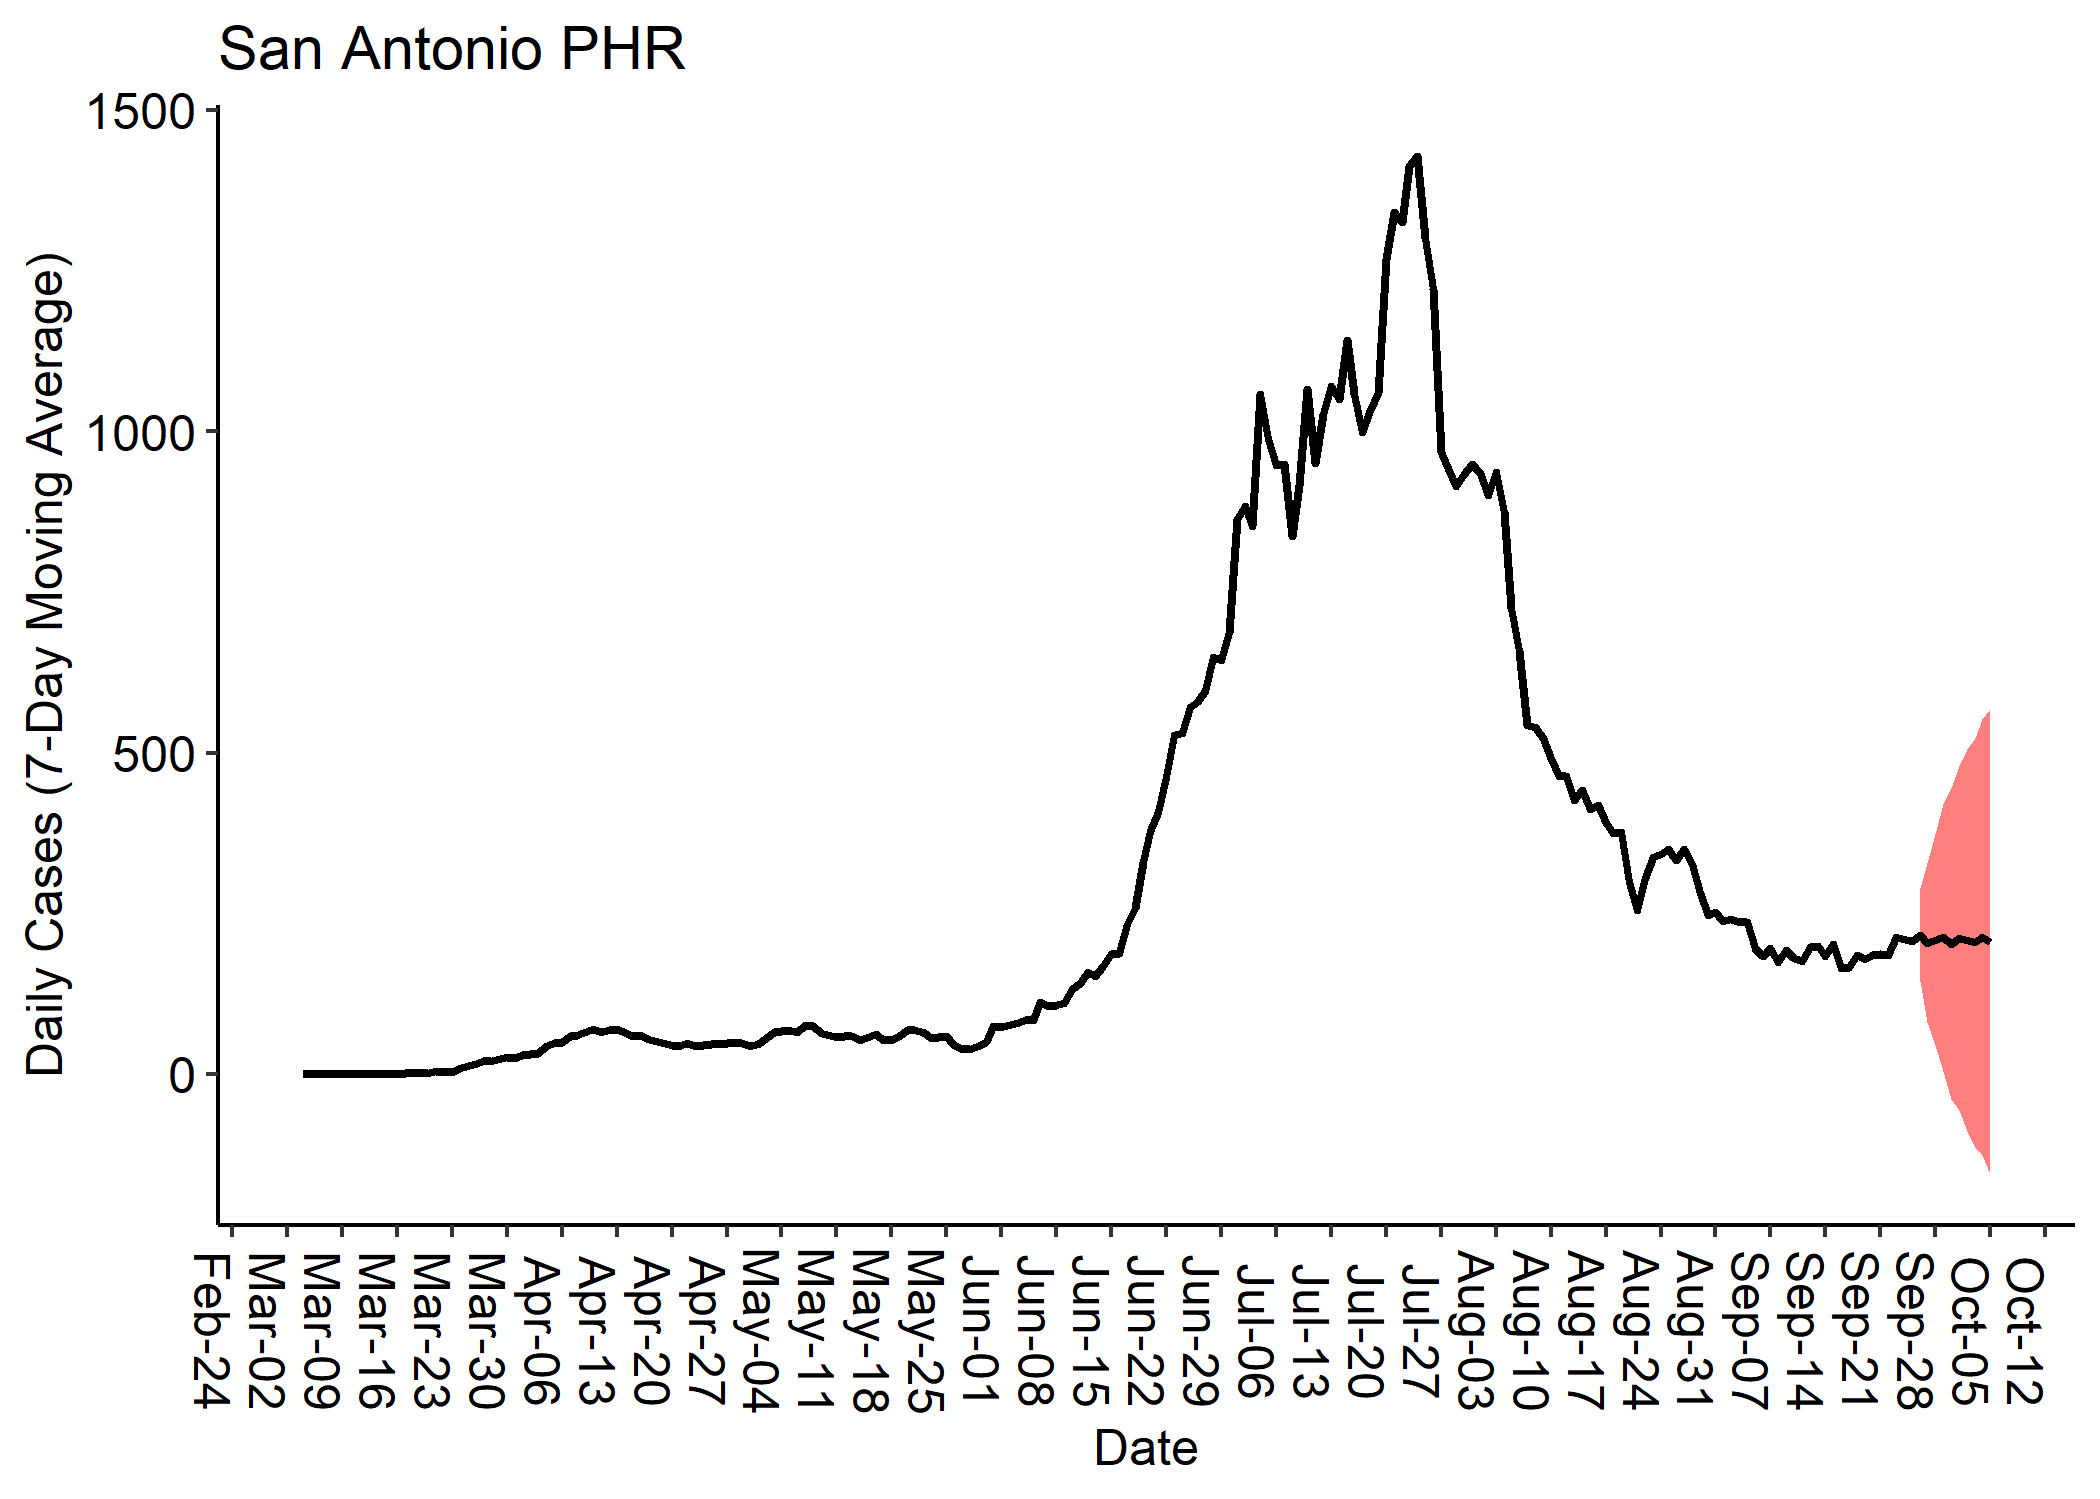 San Antonio PHR
1500
1000
500
0
Daily Cases (7-Day Moving Average)
Feb-24
Mar-02
Mar-09
Mar-16
Mar-23
Mar-30
Apr-06
Apr-13
Apr-20
Apr-27
May-04
May-11
May-18
May-25
Jun-01
Jun-08
Jun-15
Jun-22
Jun-29
Jul-06
Jul-13
Jul-20
Jul-27
Aug-03
Aug-10
Aug-17
Aug-24
Aug-31
Sep-07
Sep-14
Sep-21
Sep-28
Oct-05
Oct-12
Date